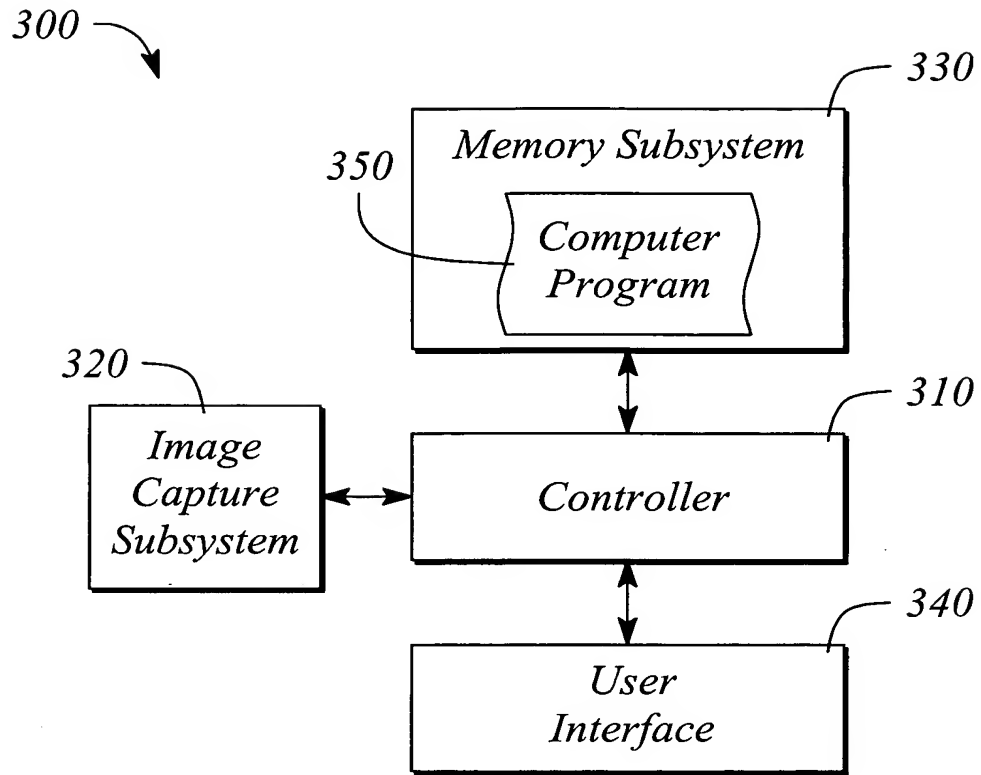 300
330
Memory Subsystem
350
Computer
Program
320
310
Image
Capture
Subsystem
Controller
340
User
Interface